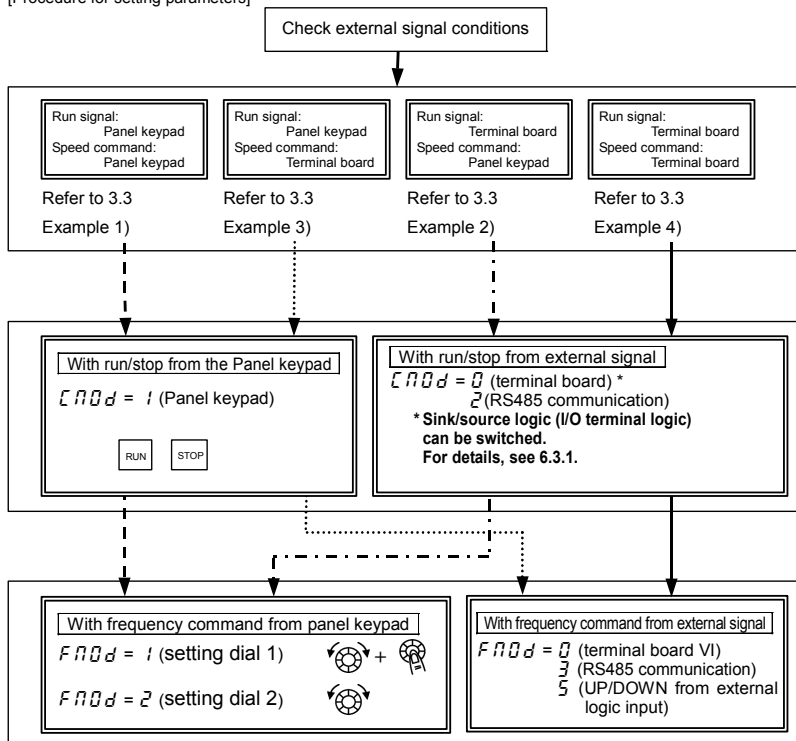 [Procedure for setting parameters]
Check external signal conditions
Run signal:
Panel keypad
Speed command:
Panel keypad
Run signal:
Panel keypad
Speed command:
Terminal board
Run signal:
Terminal board
Speed command:
Panel keypad
Run signal:
Terminal board
Speed command:
Terminal board
Refer to 3.3
Example 1)
Refer to 3.3
Example 3)
Refer to 3.3
Example 2)
Refer to 3.3
Example 4)
With run/stop from the Panel keypad
CMOd = 1 (Panel keypad)
RUN STOP
With run/stop from external signal
CMOd = 0 (terminal board) *
2 (RS485 communication)
* Sink/source logic (I/O terminal logic)
can be switched.
For details, see 6.3.1.
With frequency command from panel keypad
FMOd = 1 (setting dial 1) +
FMOd = 2 (setting dial 2)
With frequency command from external signal
FMOd = 0 (terminal board VI)
3 (RS485 communication)
5 (UP/DOWN from external
logic input)